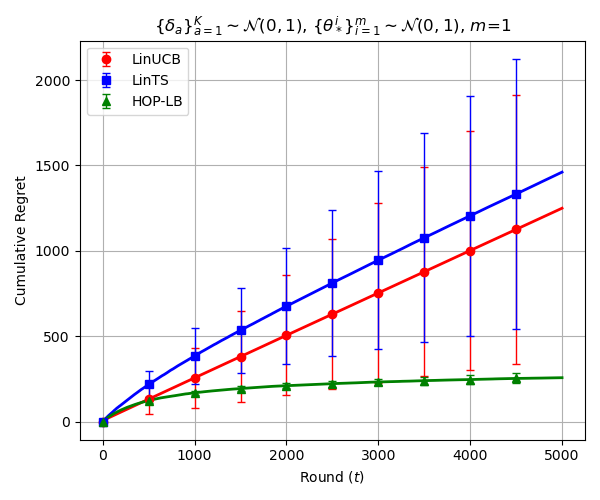 {δₐ}ᴷₐ₌₁ ∼ 𝒩(0, 1), {θⁱ∗}ᵐᵢ₌₁ ∼ 𝒩(0, 1), m=1
LinUCB
LinTS
HOP-LB
2000
1500
1000
500
0
Cumulative Regret
0 1000 2000 3000 4000 5000
Round (t)